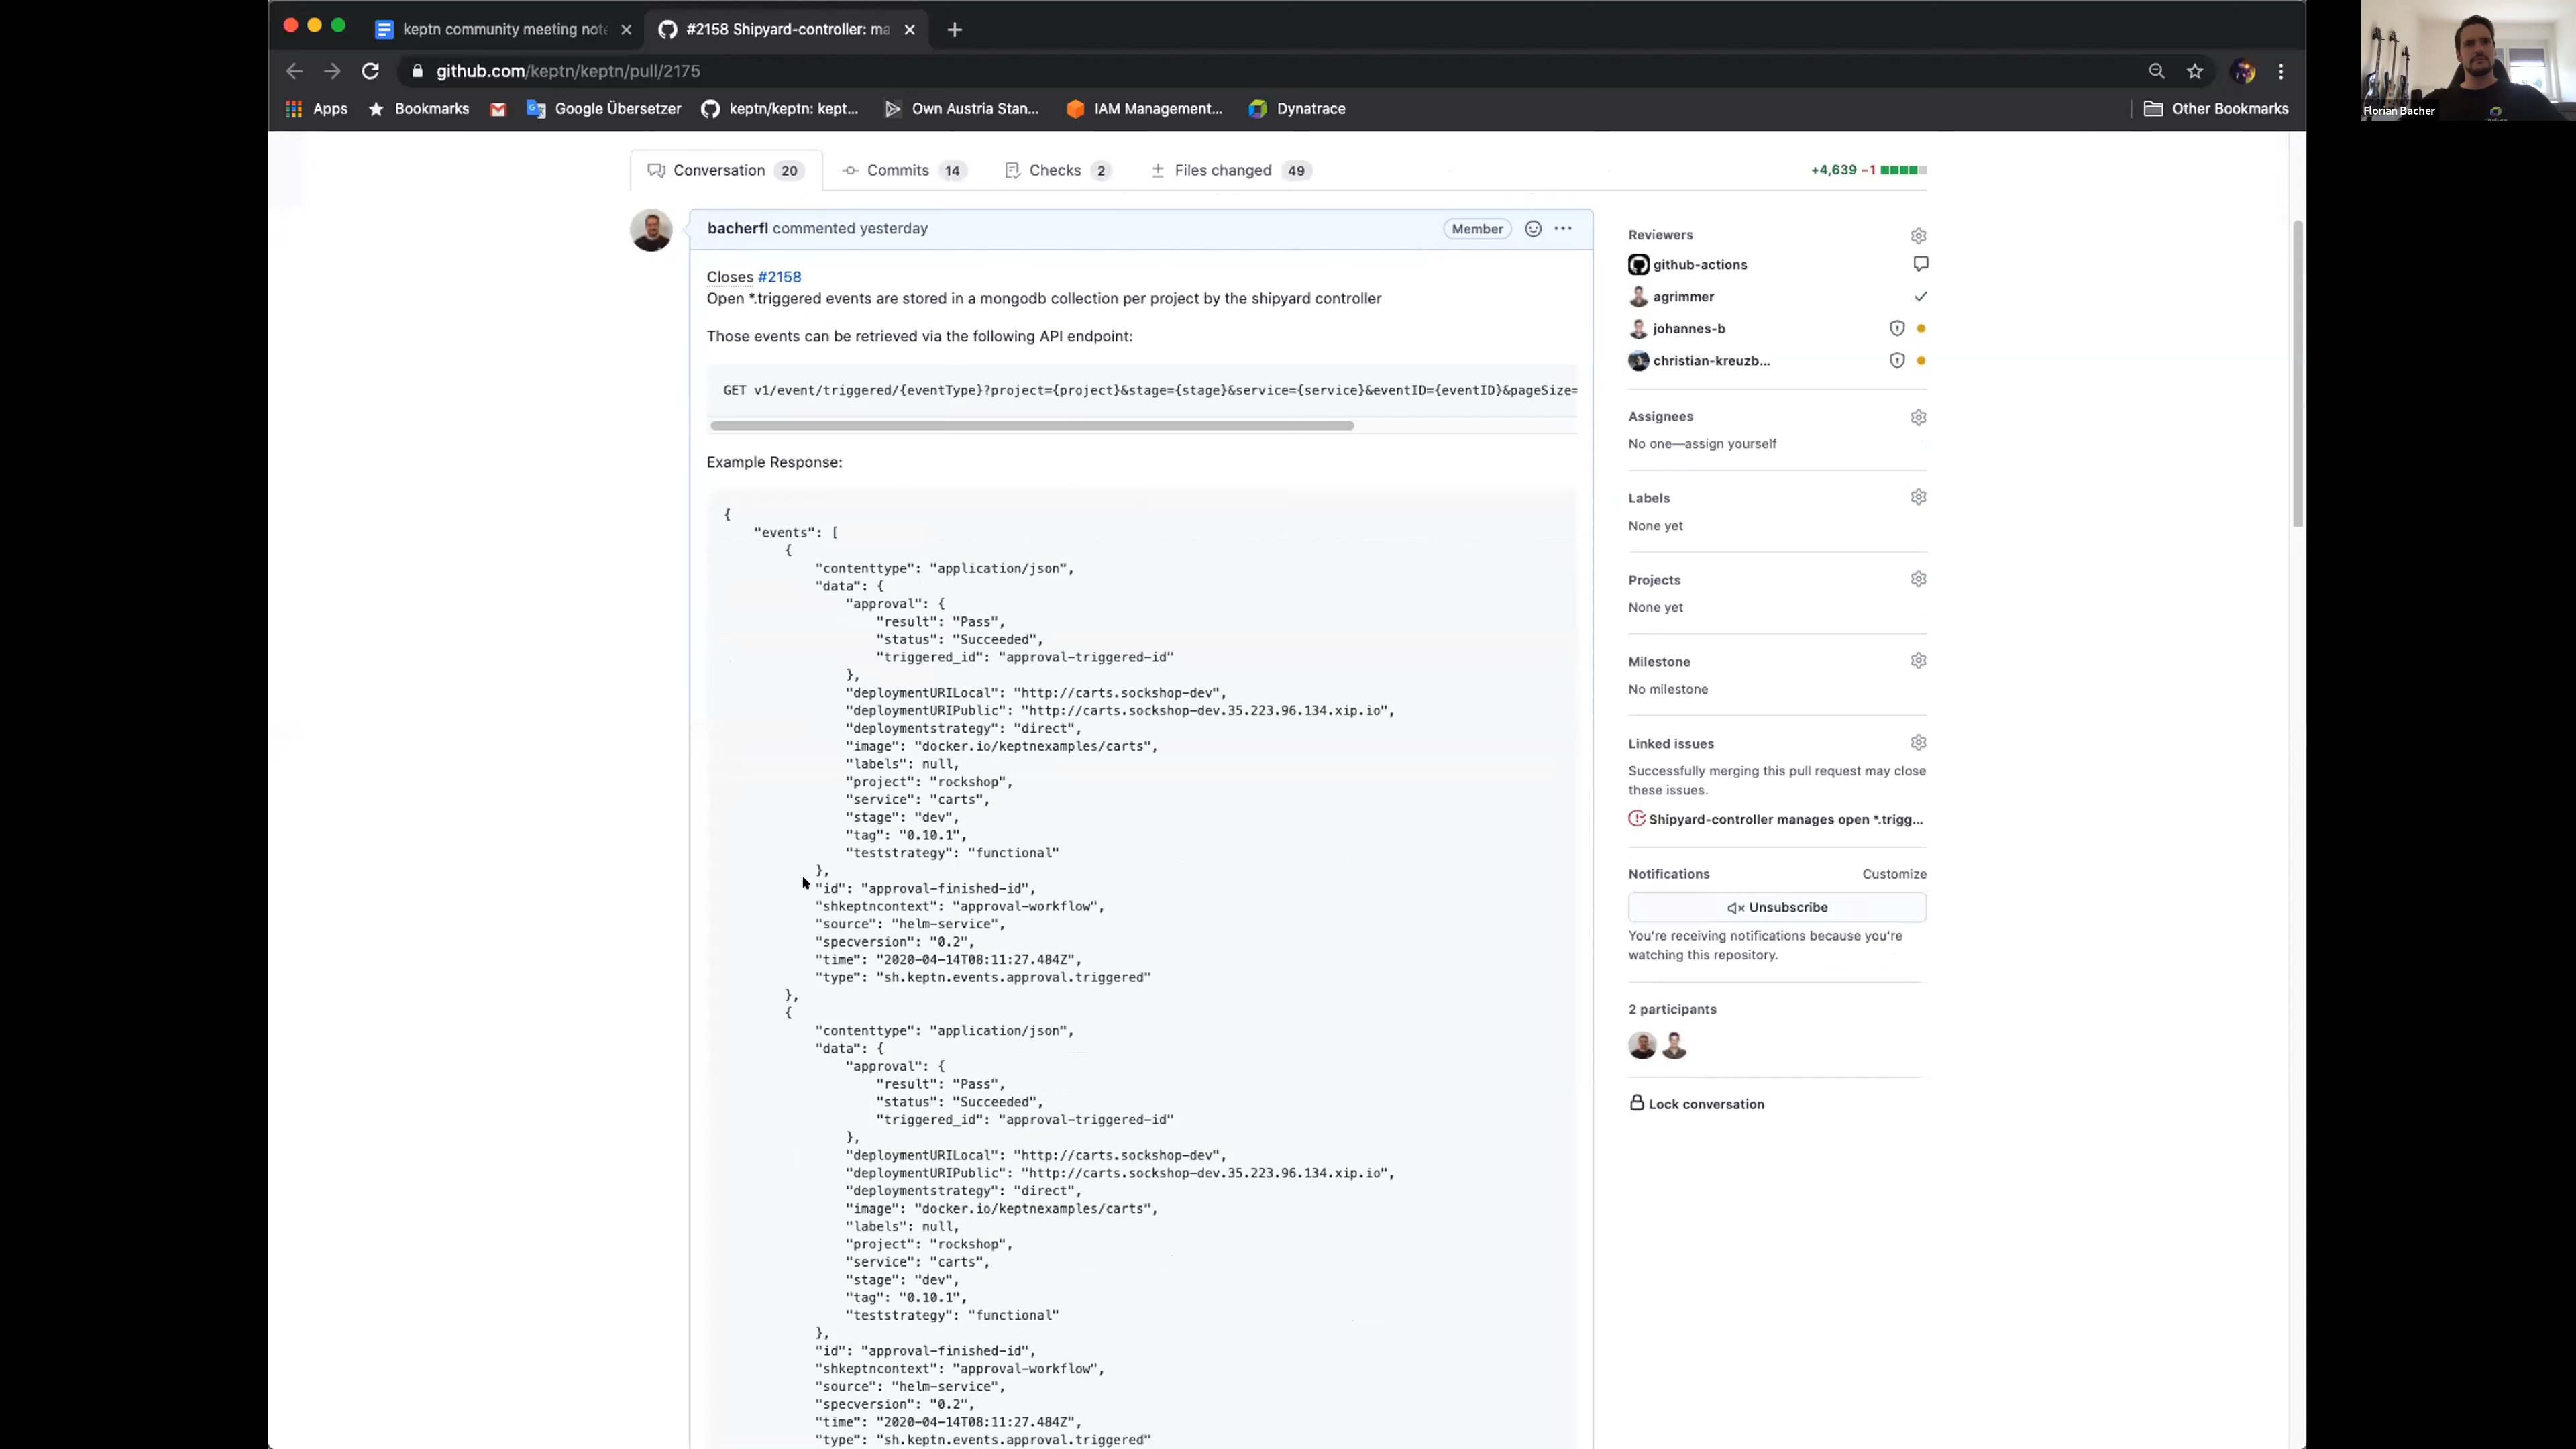 keptn community meeting not
#2158 Shipyard-controller: ma
github.com/keptn/keptn/pull/2175
Apps
Bookmarks
Google Übersetzer
keptn/keptn: kept...
Own Austria Stan...
IAM Management...
Dynatrace
Other Bookmarks
Florian Bacher
Conversation 20
Commits 14
Checks 2
Files changed 49
+4,639 −1
bacherfl commented yesterday
Member
Closes #2158
Open *.triggered events are stored in a mongodb collection per project by the shipyard controller
Those events can be retrieved via the following API endpoint:
GET v1/event/triggered/{eventType}?project={project}&stage={stage}&service={service}&eventID={eventID}&pageSize=
Example Response:
{
"events": [
{
"contenttype": "application/json",
"data": {
"approval": {
"result": "Pass",
"status": "Succeeded",
"triggered_id": "approval-triggered-id"
},
"deploymentURILocal": "http://carts.sockshop-dev",
"deploymentURIPublic": "http://carts.sockshop-dev.35.223.96.134.xip.io",
"deploymentstrategy": "direct",
"image": "docker.io/keptnexamples/carts",
"labels": null,
"project": "rockshop",
"service": "carts",
"stage": "dev",
"tag": "0.10.1",
"teststrategy": "functional"
},
"id": "approval-finished-id",
"shkeptncontext": "approval-workflow",
"source": "helm-service",
"specversion": "0.2",
"time": "2020-04-14T08:11:27.484Z",
"type": "sh.keptn.events.approval.triggered"
},
{
"contenttype": "application/json",
"data": {
"approval": {
"result": "Pass",
"status": "Succeeded",
"triggered_id": "approval-triggered-id"
},
"deploymentURILocal": "http://carts.sockshop-dev",
"deploymentURIPublic": "http://carts.sockshop-dev.35.223.96.134.xip.io",
"deploymentstrategy": "direct",
"image": "docker.io/keptnexamples/carts",
"labels": null,
"project": "rockshop",
"service": "carts",
"stage": "dev",
"tag": "0.10.1",
"teststrategy": "functional"
},
"id": "approval-finished-id",
"shkeptncontext": "approval-workflow",
"source": "helm-service",
"specversion": "0.2",
"time": "2020-04-14T08:11:27.484Z",
"type": "sh.keptn.events.approval.triggered"
Reviewers
github-actions
agrimmer
johannes-b
christian-kreuzb...
Assignees
No one—assign yourself
Labels
None yet
Projects
None yet
Milestone
No milestone
Linked issues
Successfully merging this pull request may close
these issues.
Shipyard-controller manages open *.trigg...
Notifications
Customize
Unsubscribe
You're receiving notifications because you're
watching this repository.
2 participants
Lock conversation